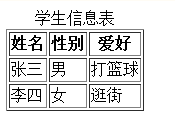 学生信息表
姓名 性别 爱好
张三 男 打篮球
李四 女 逛街